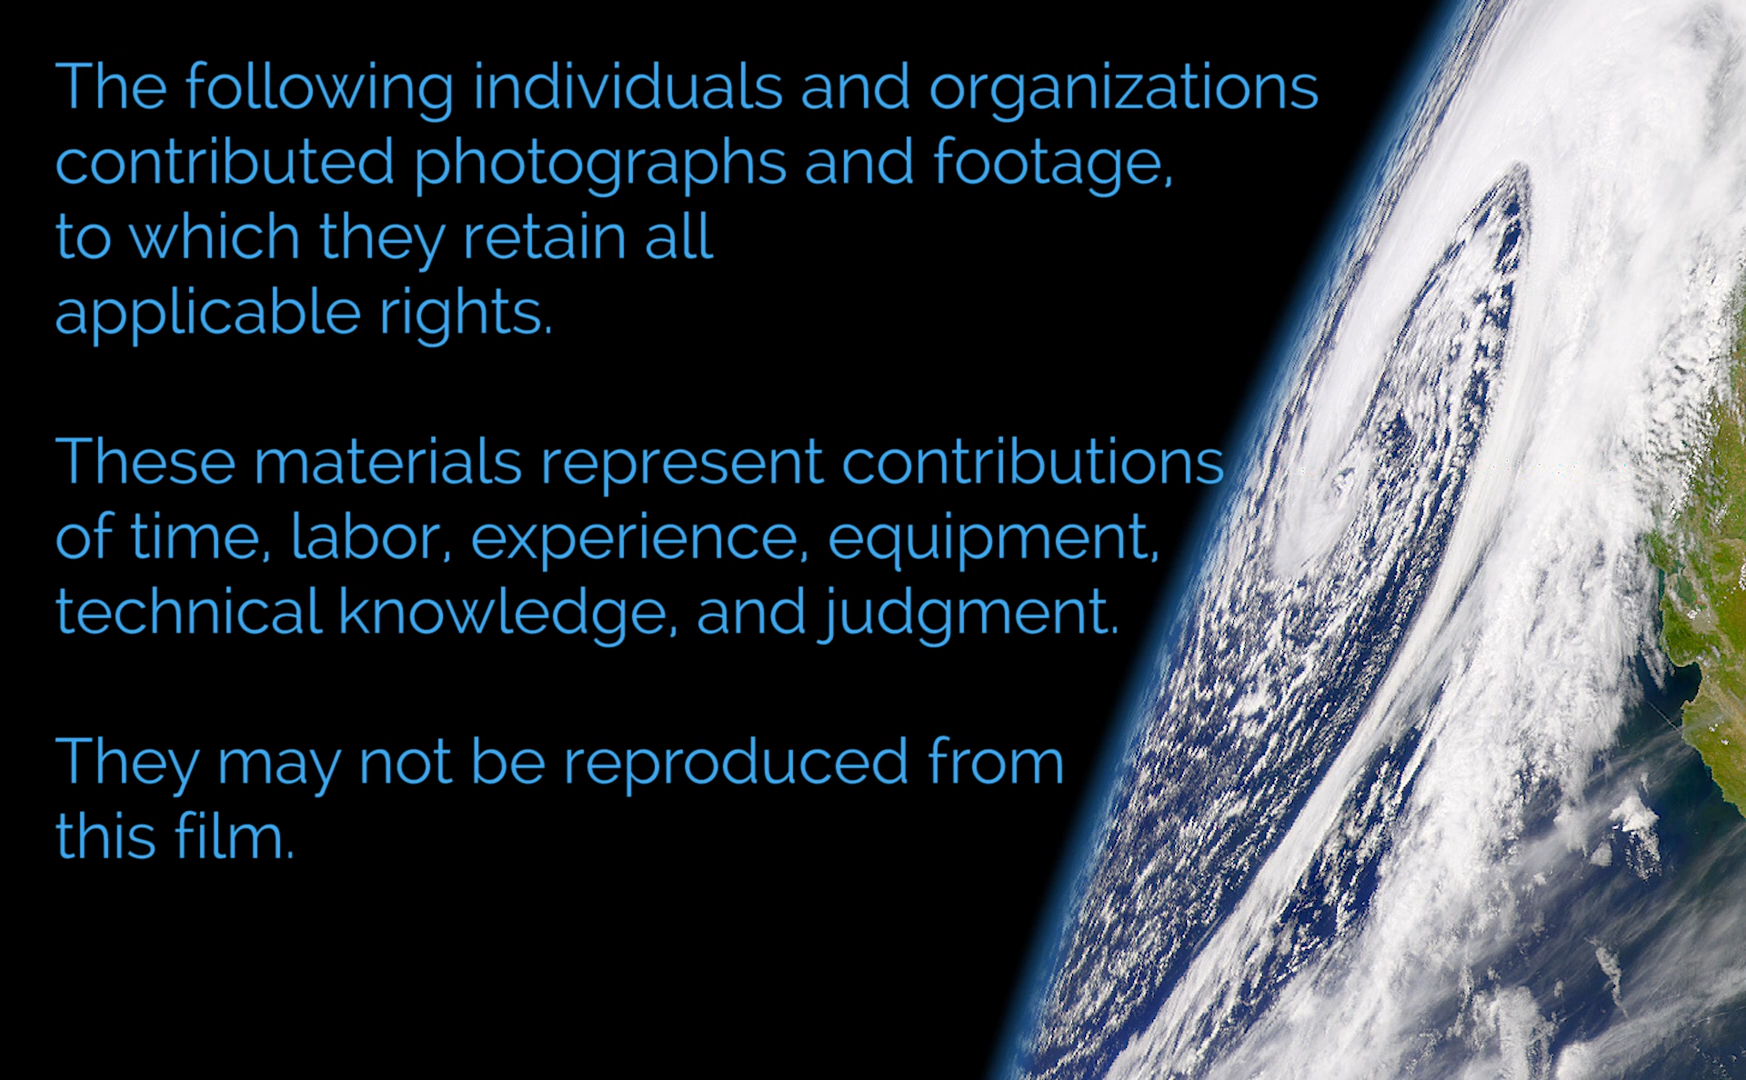 The following individuals and organizations
contributed photographs and footage,
to which they retain all
applicable rights.
These materials represent contributions
of time, labor, experience, equipment,
technical knowledge, and judgment.
They may not be reproduced from
this film.